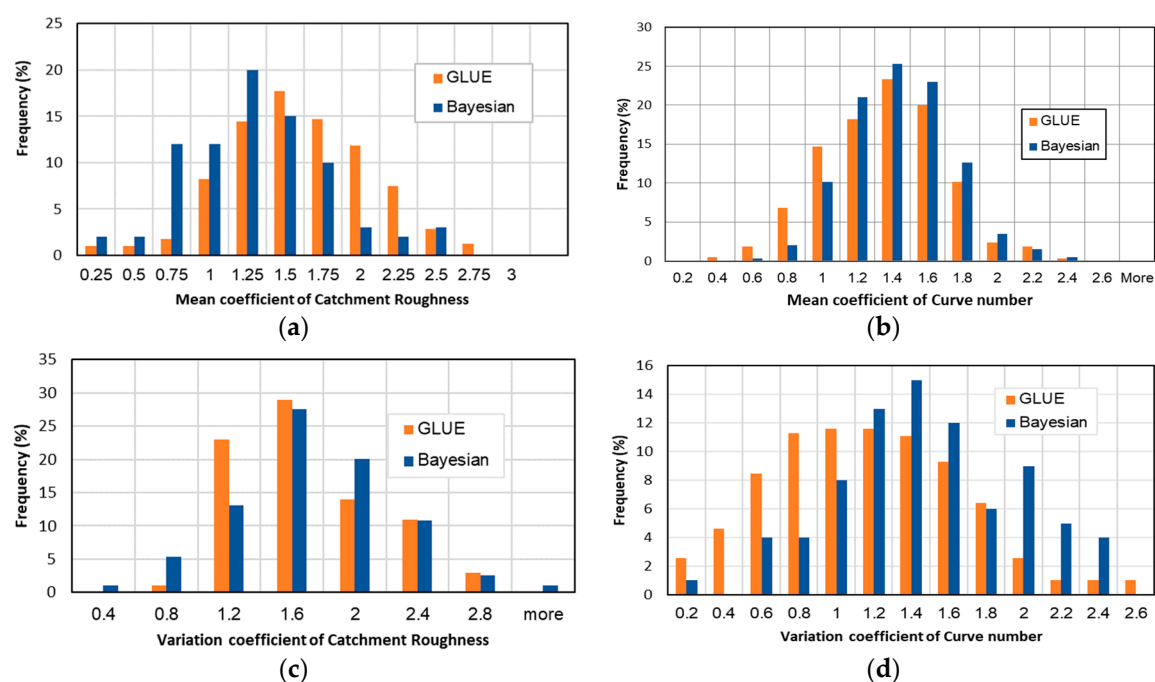 25
20
15
10
5
0
Frequency (%)
GLUE
Bayesian
0.25 0.5 0.75 1 1.25 1.5 1.75 2 2.25 2.5 2.75 3
Mean coefficient of Catchment Roughness
(a)
30
25
20
15
10
5
0
Frequency (%)
GLUE
Bayesian
0.2 0.4 0.6 0.8 1 1.2 1.4 1.6 1.8 2 2.2 2.4 2.6 More
Mean coefficient of Curve number
(b)
35
30
25
20
15
10
5
0
Frequency (%)
GLUE
Bayesian
0.4 0.8 1.2 1.6 2 2.4 2.8 more
Variation coefficient of Catchment Roughness
(c)
16
14
12
10
8
6
4
2
0
Frequency (%)
GLUE
Bayesian
0.2 0.4 0.6 0.8 1 1.2 1.4 1.6 1.8 2 2.2 2.4 2.6
Variation coefficient of Curve number
(d)